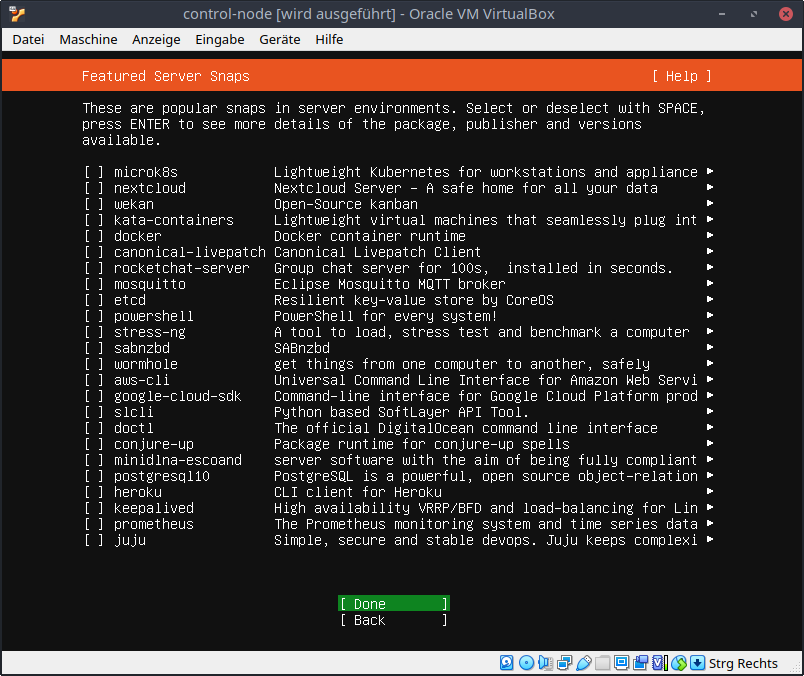 control-node [wird ausgeführt] - Oracle VM VirtualBox
Datei Maschine Anzeige Eingabe Geräte Hilfe
Featured Server Snaps [ Help ]
These are popular snaps in server environments. Select or deselect with SPACE,
press ENTER to see more details of the package, publisher and versions
available.
[ ] microk8s Lightweight Kubernetes for workstations and appliance ▸
[ ] nextcloud Nextcloud Server - A safe home for all your data ▸
[ ] wekan Open-Source kanban ▸
[ ] kata-containers Lightweight virtual machines that seamlessly plug int ▸
[ ] docker Docker container runtime ▸
[ ] canonical-livepatch Canonical Livepatch Client ▸
[ ] rocketchat-server Group chat server for 100s, installed in seconds. ▸
[ ] mosquitto Eclipse Mosquitto MQTT broker ▸
[ ] etcd Resilient key-value store by CoreOS ▸
[ ] powershell PowerShell for every system! ▸
[ ] stress-ng A tool to load, stress test and benchmark a computer ▸
[ ] sabnzbd SABnzbd ▸
[ ] wormhole get things from one computer to another, safely ▸
[ ] aws-cli Universal Command Line Interface for Amazon Web Servi ▸
[ ] google-cloud-sdk Command-line interface for Google Cloud Platform prod ▸
[ ] slcli Python based SoftLayer API Tool. ▸
[ ] doctl The official DigitalOcean command line interface ▸
[ ] conjure-up Package runtime for conjure-up spells ▸
[ ] minidlna-escoand server software with the aim of being fully compliant ▸
[ ] postgresql10 PostgreSQL is a powerful, open source object-relation ▸
[ ] heroku CLI client for Heroku ▸
[ ] keepalived High availability VRRP/BFD and load-balancing for Lin ▸
[ ] prometheus The Prometheus monitoring system and time series data ▸
[ ] juju Simple, secure and stable devops. Juju keeps complexi ▸
[ Done ]
[ Back ]
Strg Rechts